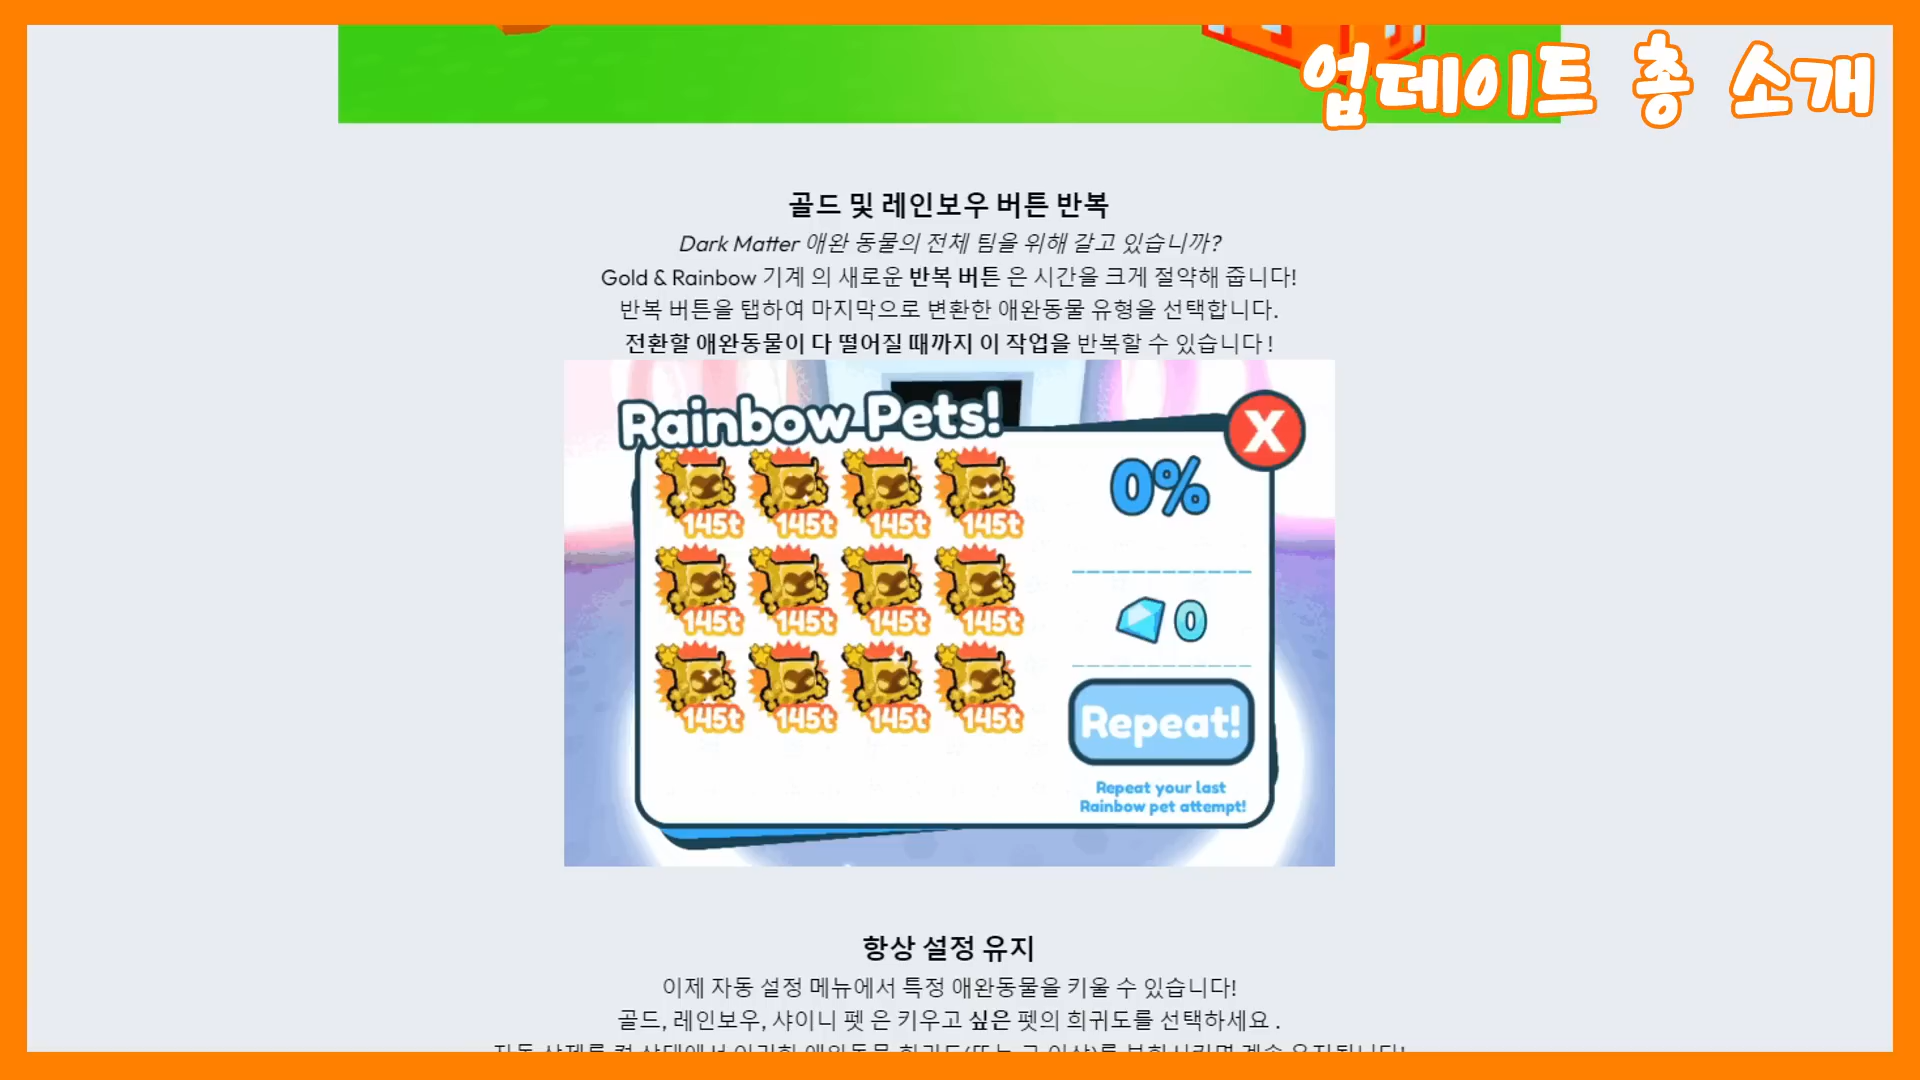 업데이트 총 소개
골드 및 레인보우 버튼 반복
Dark Matter 애완 동물의 전체 팀을 위해 갈고 있습니까?
Gold & Rainbow 기계 의 새로운 반복 버튼 은 시간을 크게 절약해 줍니다!
반복 버튼을 탭하여 마지막으로 변환한 애완동물 유형을 선택합니다.
전환할 애완동물이 다 떨어질 때까지 이 작업을 반복할 수 있습니다 !
Rainbow Pets!
X
0%
145t 145t 145t 145t
0
145t 145t 145t 145t
145t 145t 145t 145t
Repeat!
Repeat your last
Rainbow pet attempt!
항상 설정 유지
이제 자동 설정 메뉴에서 특정 애완동물을 키울 수 있습니다!
골드, 레인보우, 샤이니 펫 은 키우고 싶은 펫의 희귀도를 선택하세요 .